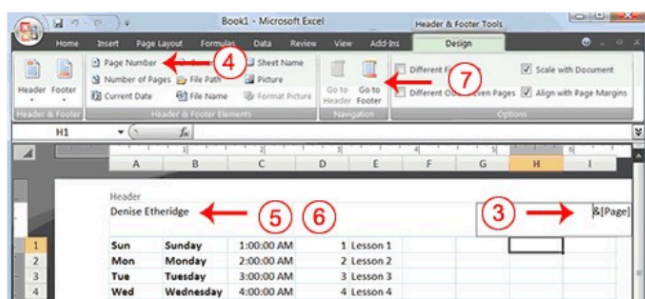 Book1 - Microsoft Excel
Header & Footer Tools
Home Insert Page Layout Formulas Data Review View Add-Ins Design
Page Number 4 Sheet Name
Number of Pages File Path Picture
Current Date File Name Format Picture
Header Footer
Go to Header
Go to Footer
7
Different
Scale with Document
Different Pages
Align with Page Margins
Header & Footer
Header & Footer Elements
Navigation
Options
H1 fx
A B C D E F G H I
Header
Denise Etheridge 5 6 3 &[Page]
1 Sun Sunday 1:00:00 AM 1 Lesson 1
2 Mon Monday 2:00:00 AM 2 Lesson 2
3 Tue Tuesday 3:00:00 AM 3 Lesson 3
4 Wed Wednesday 4:00:00 AM 4 Lesson 4